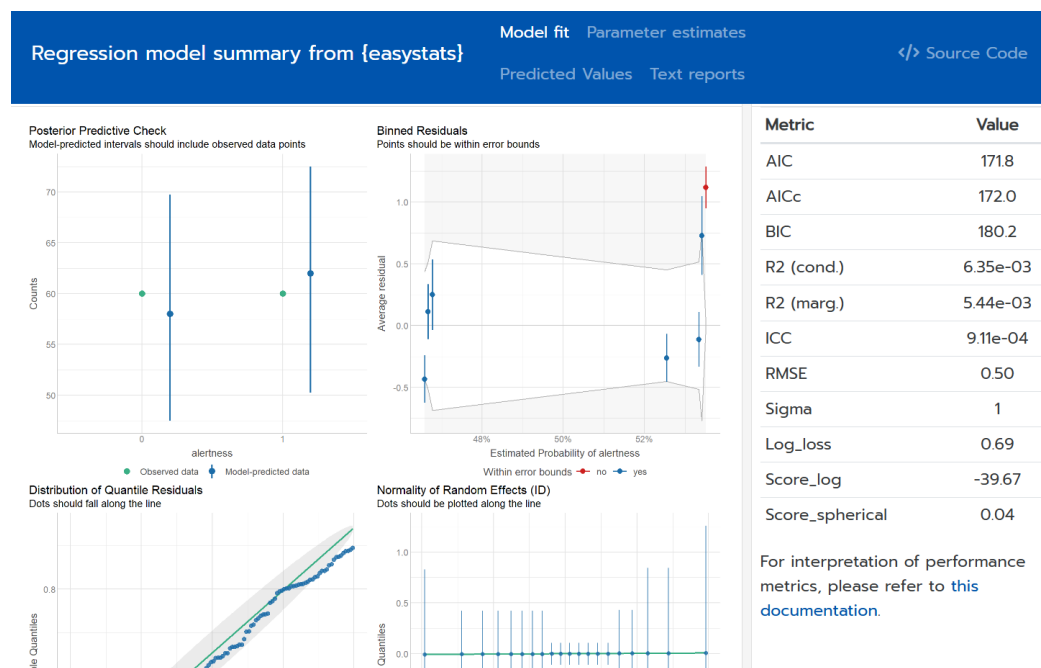 Regression model summary from {easystats}
Model fit Parameter estimates
Predicted Values Text reports
</> Source Code
Posterior Predictive Check
Model-predicted intervals should include observed data points
70
65
60
55
50
Counts
0 1
alertness
Observed data Model-predicted data
Binned Residuals
Points should be within error bounds
1.0
0.5
0.0
-0.5
Average residual
48% 50% 52%
Estimated Probability of alertness
Within error bounds no yes
Distribution of Quantile Residuals
Dots should fall along the line
0.8
Quantiles
Normality of Random Effects (ID)
Dots should be plotted along the line
1.0
0.5
0.0
Quantiles
Metric Value
AIC 171.8
AICc 172.0
BIC 180.2
R2 (cond.) 6.35e-03
R2 (marg.) 5.44e-03
ICC 9.11e-04
RMSE 0.50
Sigma 1
Log_loss 0.69
Score_log -39.67
Score_spherical 0.04
For interpretation of performance
metrics, please refer to this
documentation.